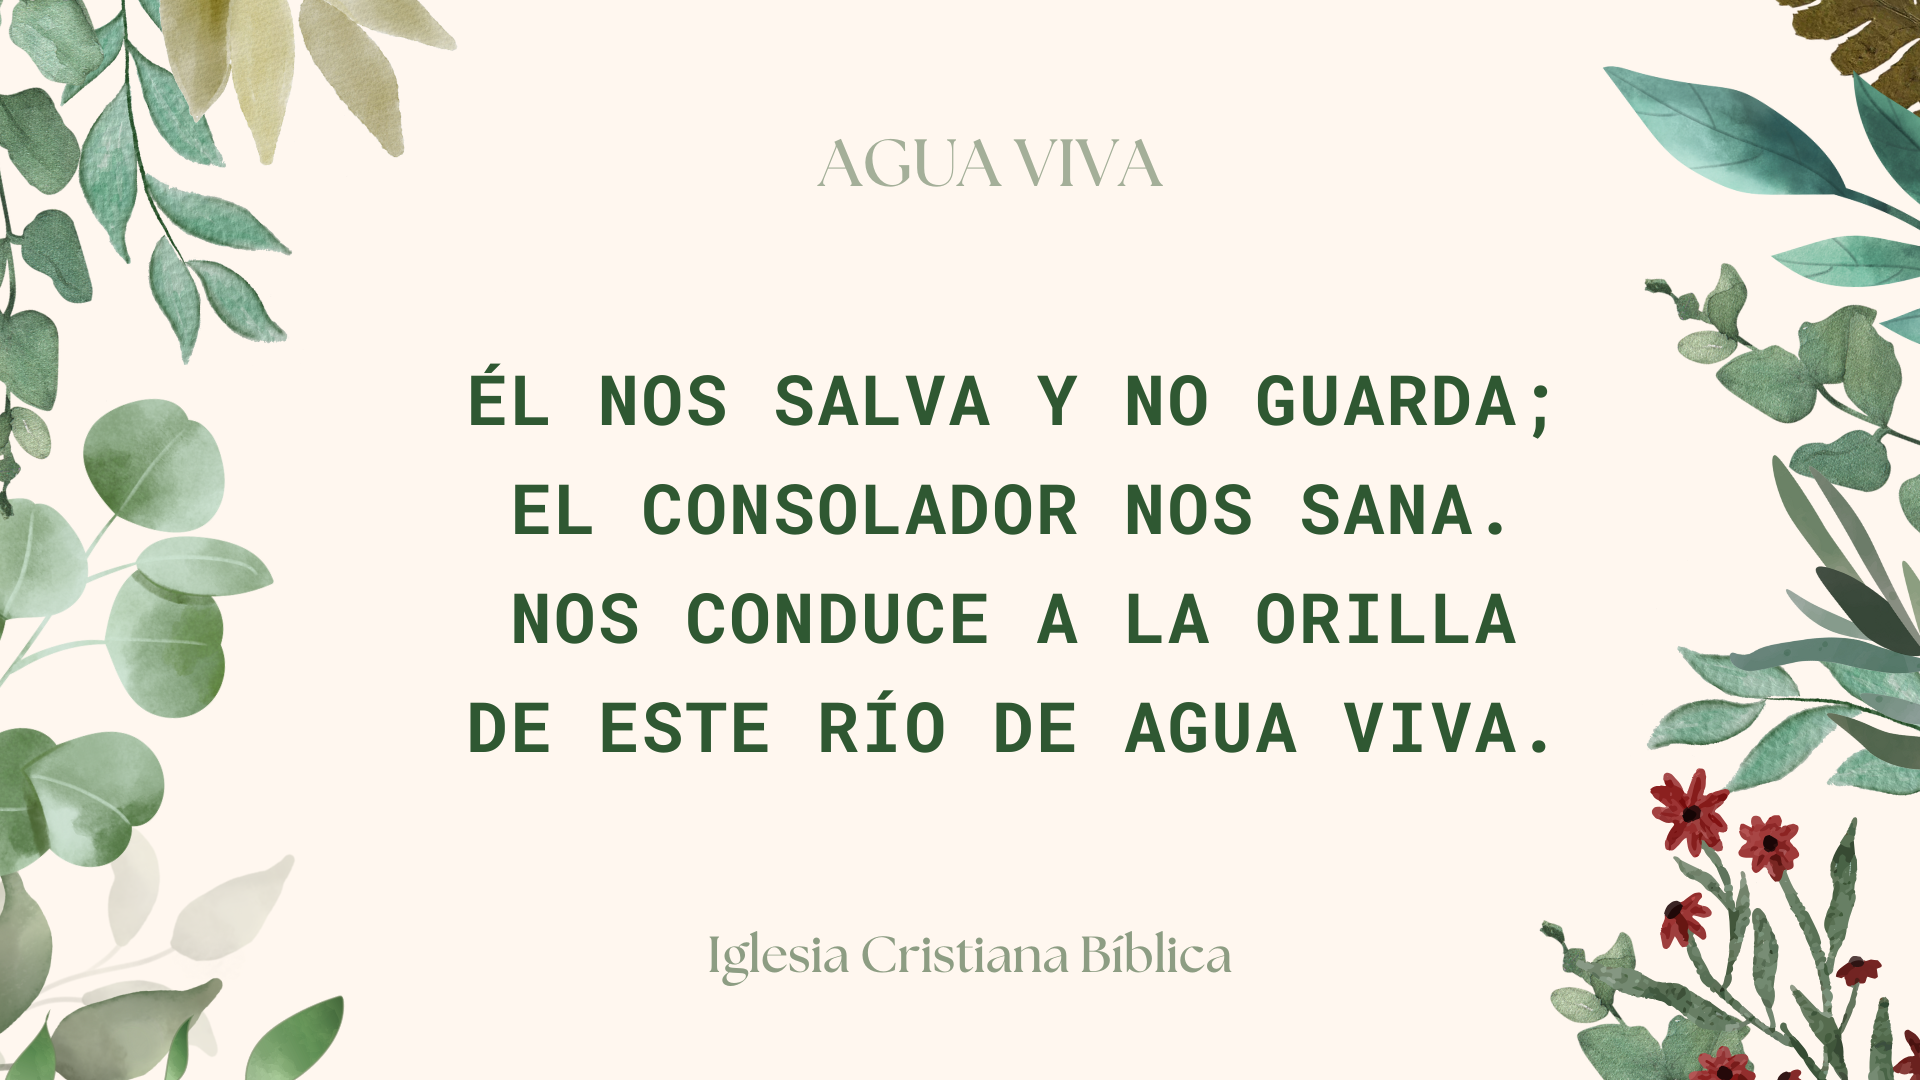 AGUA VIVA
ÉL NOS SALVA Y NO GUARDA;
EL CONSOLADOR NOS SANA.
NOS CONDUCE A LA ORILLA
DE ESTE RÍO DE AGUA VIVA.
Iglesia Cristiana Bíblica